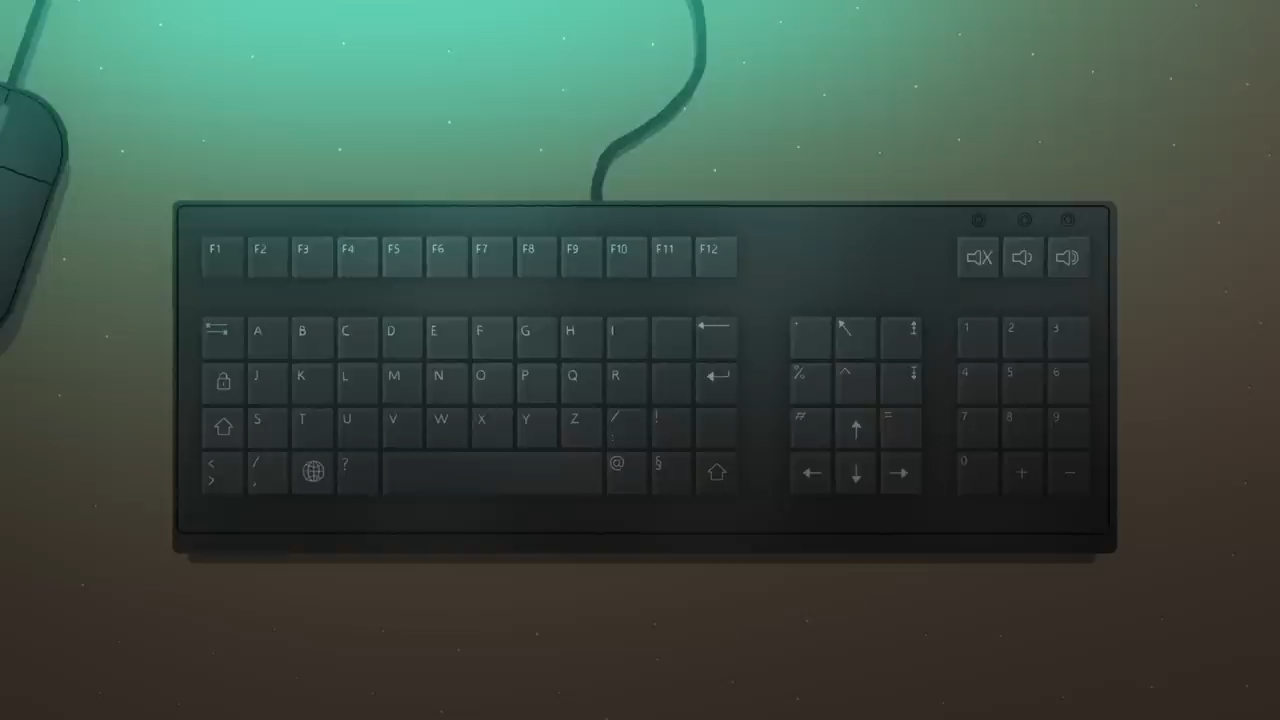 F1 F2 F3 F4 F5 F6 F7 F8 F9 F10 F11 F12
A B C D E F G H I
J K L M N O P Q R
S T U V W X Y Z / !
:
< / ? @ §
> ,
.
% ^
# =
1 2 3
4 5 6
7 8 9
0 + −